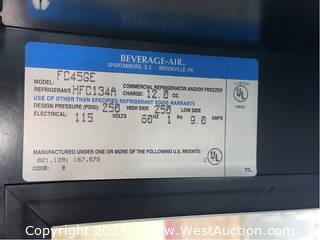 BEVERAGE-AIR®
SPARTANBURG, S.C. - BROOKVILLE, PA
MODEL: FC45GE
COMMERCIAL REFRIGERATOR AND/OR FREEZER
REFRIGERANT HFC134A CHARGE: 12.0 OZ.
USE OF OTHER THAN SPECIFIED REFRIGERANT VOIDS WARRANTY
DESIGN PRESSURE (PSIG) 250 HIGH SIDE 250 LOW SIDE
ELECTRICAL: 115 VOLTS 60 HZ 1 PH 9.0 AMPS
MANUFACTURED UNDER ONE OR MORE OF THE FOLLOWING U.S. PATENTS:
CODE: W
TTL
Copyright 2023 WestAuction.com